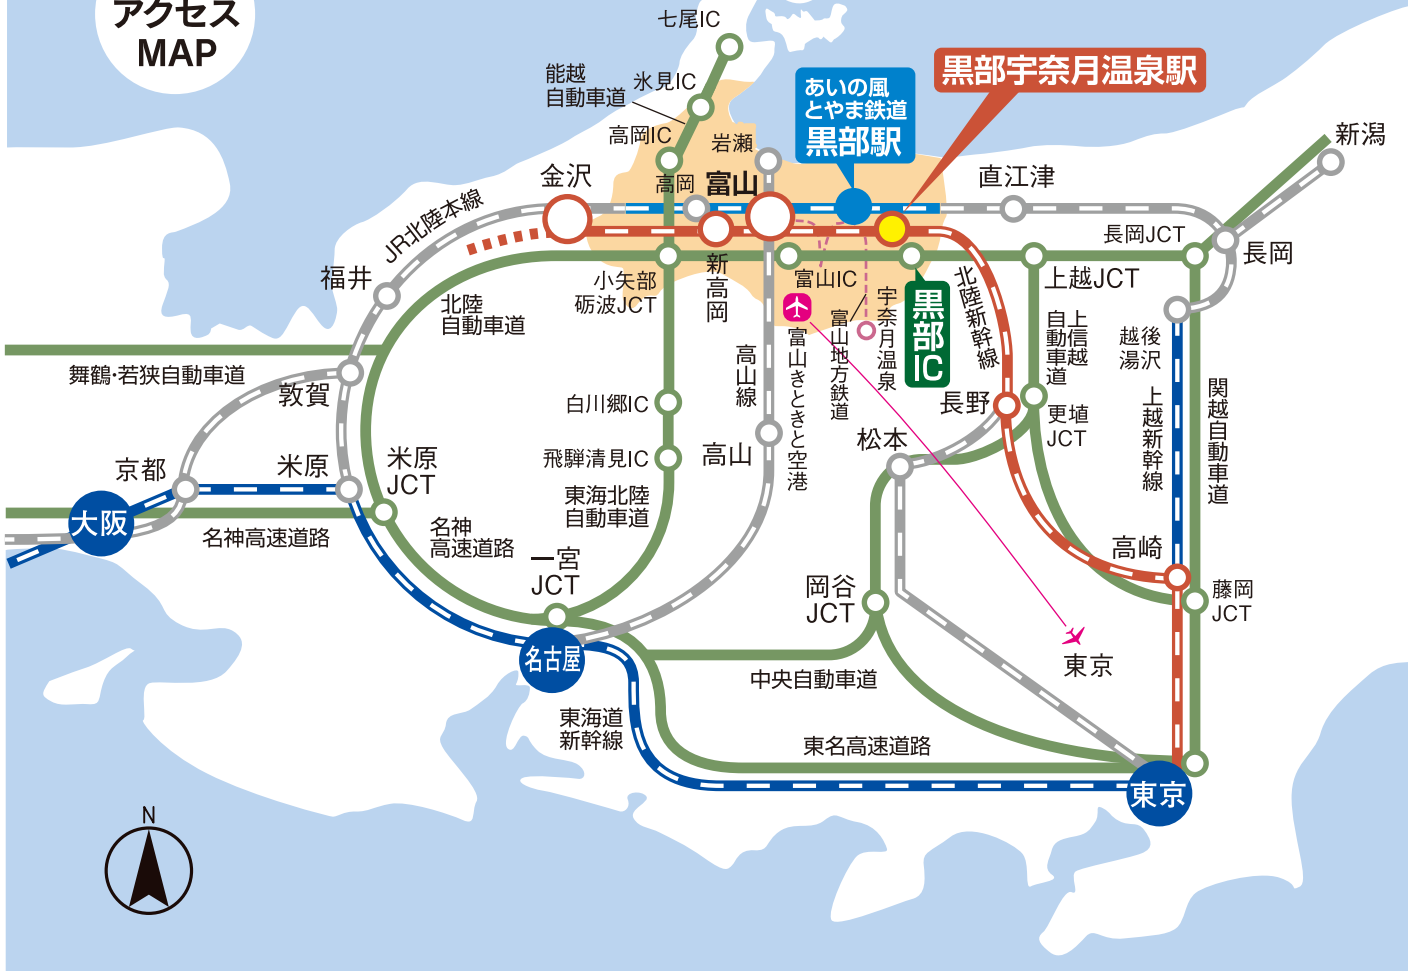 アクセス
MAP
七尾IC
能越
自動車道
氷見IC
高岡IC
岩瀬
あいの風
とやま鉄道
黒部駅
黒部宇奈月温泉駅
新潟
金沢
高岡
富山
直江津
JR北陸本線
長岡JCT
長岡
福井
小矢部
砺波JCT
新高岡
富山IC
黒部IC
上越JCT
北陸
自動車道
北陸新幹線
宇奈月温泉
富山地方鉄道
富山きときと空港
高山線
上信越
自動車道
越後
湯沢
上越新幹線
関越自動車道
舞鶴・若狭自動車道
敦賀
白川郷IC
長野
更埴
JCT
京都
米原
米原
JCT
飛騨清見IC
高山
松本
大阪
名神高速道路
名神
高速道路
東海北陸
自動車道
一宮
JCT
高崎
岡谷
JCT
藤岡
JCT
名古屋
東京
中央自動車道
東海道
新幹線
東名高速道路
東京
N